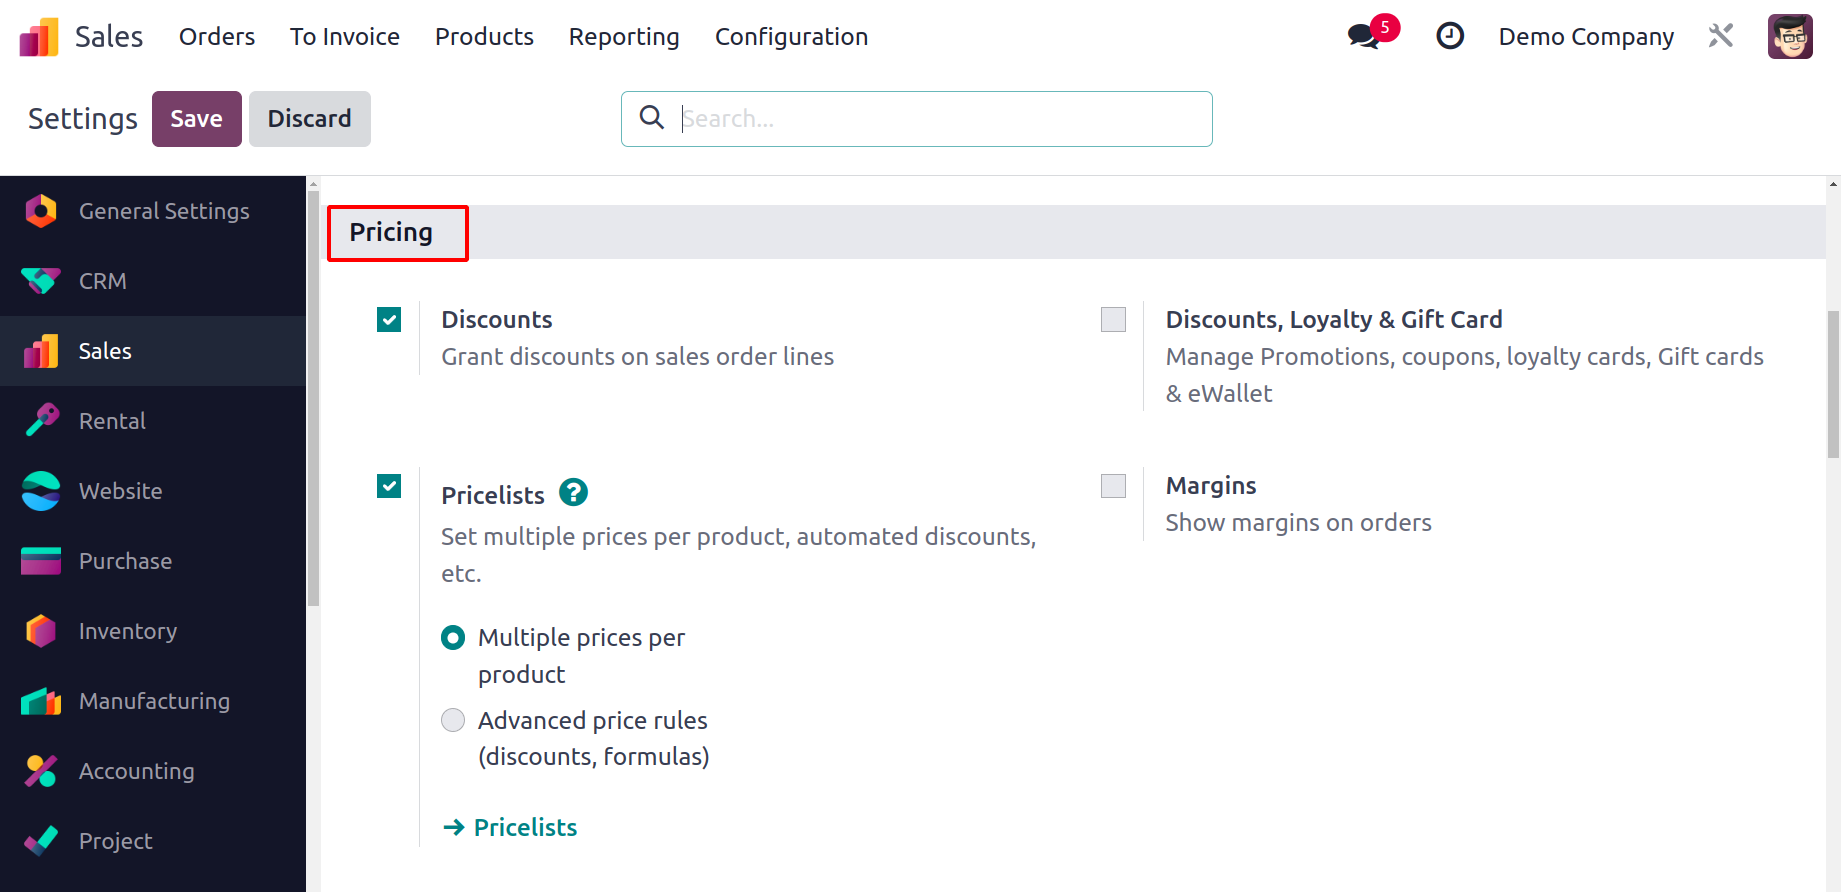 Sales Orders To Invoice Products Reporting Configuration 5 Demo Company
Settings Save Discard Search...
General Settings
CRM
Sales
Rental
Website
Purchase
Inventory
Manufacturing
Accounting
Project
Pricing
Discounts
Grant discounts on sales order lines
Discounts, Loyalty & Gift Card
Manage Promotions, coupons, loyalty cards, Gift cards
& eWallet
Pricelists ?
Set multiple prices per product, automated discounts,
etc.
Multiple prices per
product
Advanced price rules
(discounts, formulas)
→ Pricelists
Margins
Show margins on orders